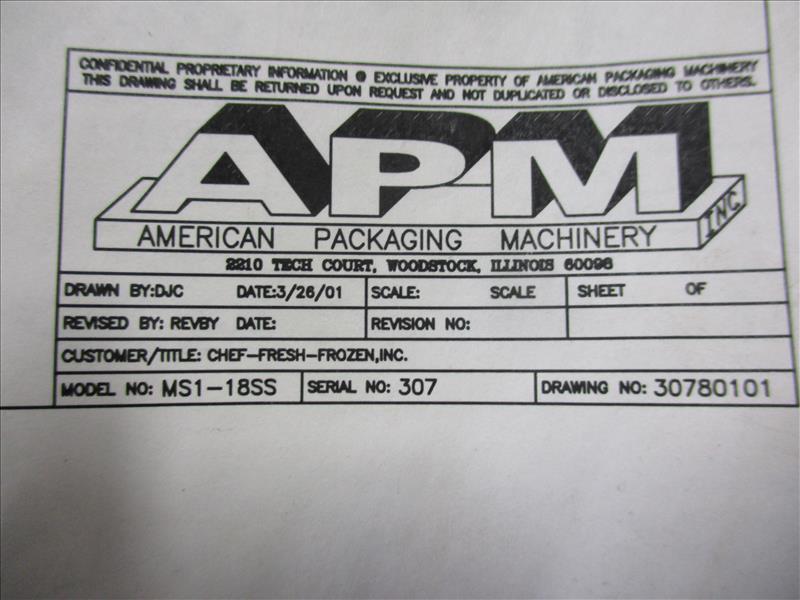 CONFIDENTIAL PROPRIETARY INFORMATION @ EXCLUSIVE PROPERTY OF AMERICAN PACKAGING MACHINERY
THIS DRAWING SHALL BE RETURNED UPON REQUEST AND NOT DUPLICATED OR DISCLOSED TO OTHERS.
APM
INC
AMERICAN PACKAGING MACHINERY
2210 TECH COURT, WOODSTOCK, ILLINOIS 60098
DRAWN BY:DJC DATE:3/26/01 SCALE: SCALE SHEET OF
REVISED BY: REVBY DATE: REVISION NO:
CUSTOMER/TITLE: CHEF-FRESH-FROZEN,INC.
MODEL NO: MS1-18SS SERIAL NO: 307 DRAWING NO: 30780101